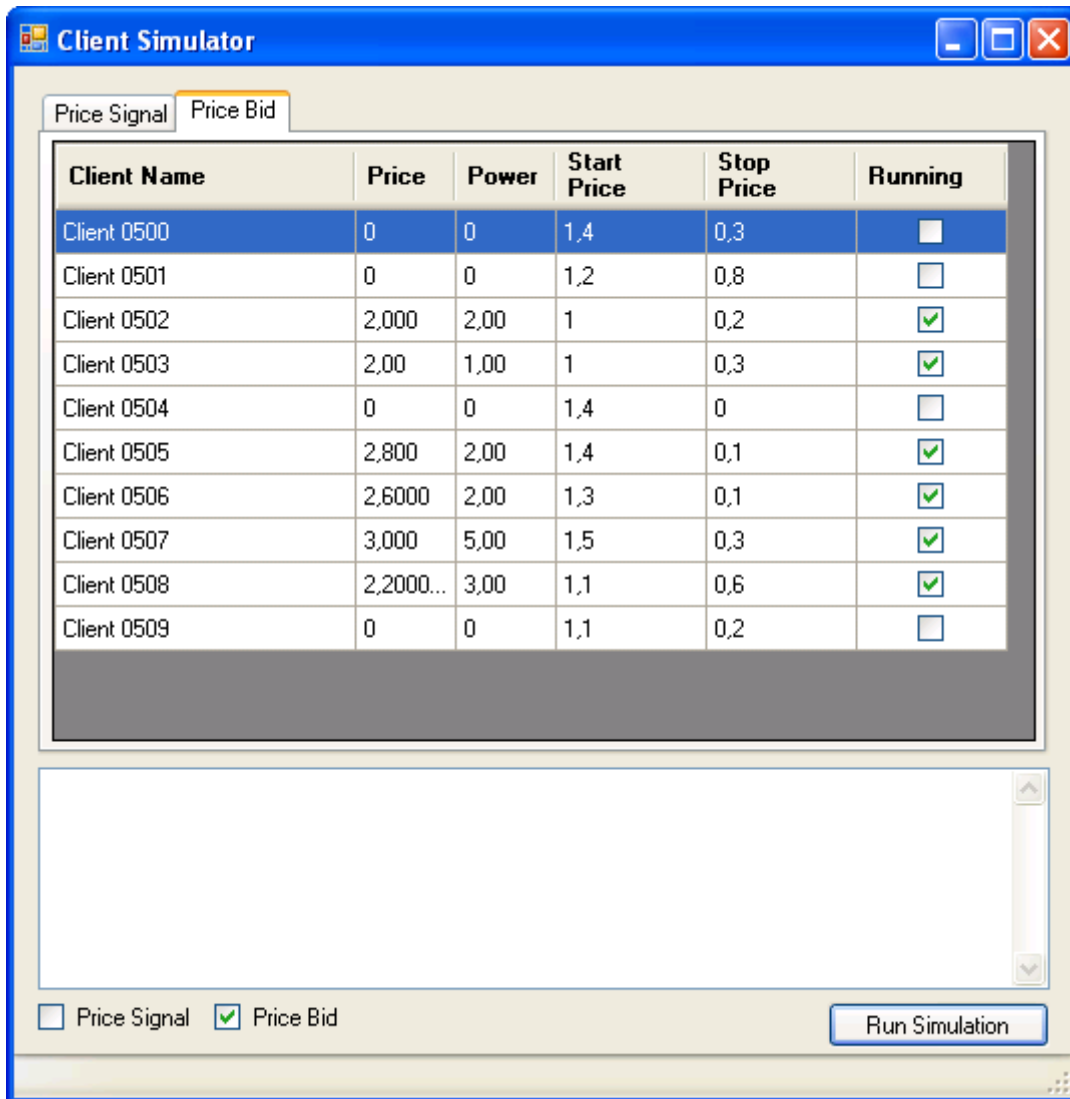 Client Simulator
Price Signal Price Bid
Client Name Price Power Start Price Stop Price Running
Client 0500 0 0 1,4 0,3
Client 0501 0 0 1,2 0,8
Client 0502 2,000 2,00 1 0,2
Client 0503 2,00 1,00 1 0,3
Client 0504 0 0 1,4 0
Client 0505 2,800 2,00 1,4 0,1
Client 0506 2,6000 2,00 1,3 0,1
Client 0507 3,000 5,00 1,5 0,3
Client 0508 2,2000... 3,00 1,1 0,6
Client 0509 0 0 1,1 0,2
Price Signal Price Bid Run Simulation